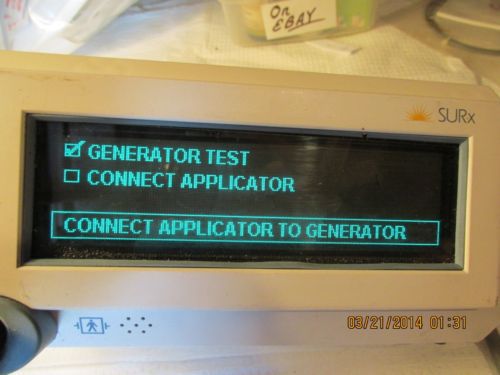 On
EBAY
SURx
GENERATOR TEST
CONNECT APPLICATOR
CONNECT APPLICATOR TO GENERATOR
03/21/2014 01:31